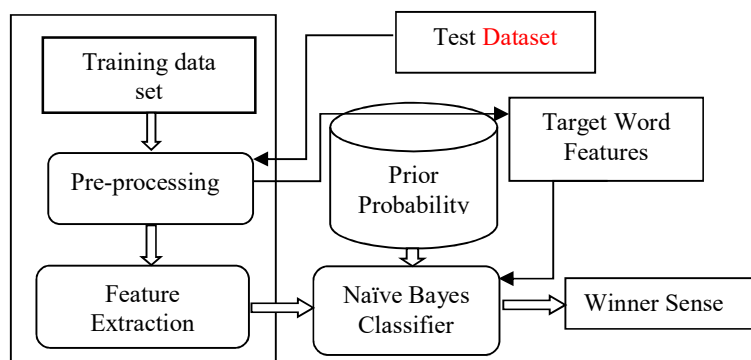 Test Dataset
Training data
set
Target Word
Features
Pre-processing
Prior
Probability
Feature
Extraction
Naïve Bayes
Classifier
Winner Sense